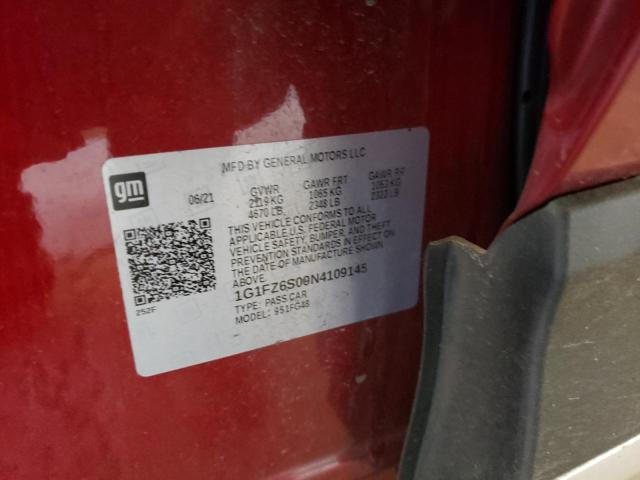 MFD BY GENERAL MOTORS LLC
gm
06/21
GVWR GAWR FRT GAWR RR
2119 KG 1065 KG 1053 KG
4670 LB 2348 LB 2322 LB
THIS VEHICLE CONFORMS TO ALL
APPLICABLE U.S. FEDERAL MOTOR
VEHICLE SAFETY, BUMPER, AND THEFT
PREVENTION STANDARDS IN EFFECT ON
THE DATE OF MANUFACTURE SHOWN
ABOVE.
1G1FZ6S09N4109145
TYPE: PASS CAR
MODEL: 951FG48
252F